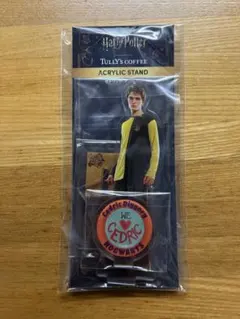 Harry Potter
TULLY'S COFFEE
ACRYLIC STAND
Cedric Diggory
WE
CEDRIC
HOGWARTS